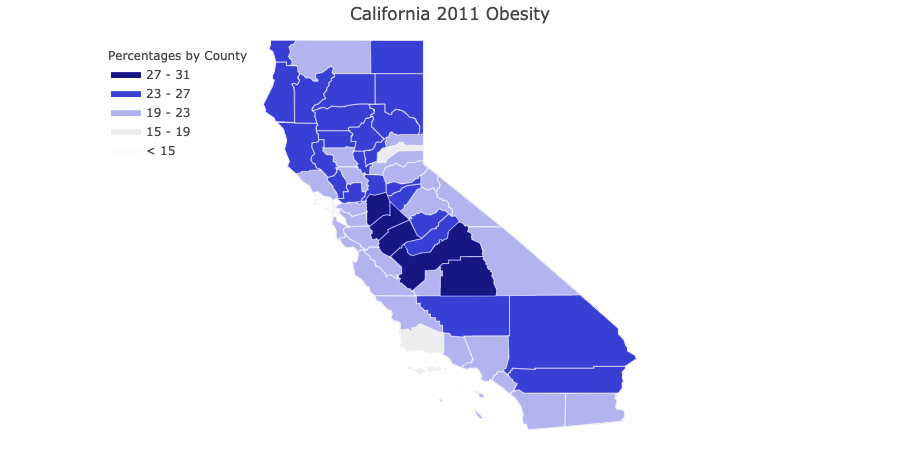 California 2011 Obesity
Percentages by County
27 - 31
23 - 27
19 - 23
15 - 19
< 15